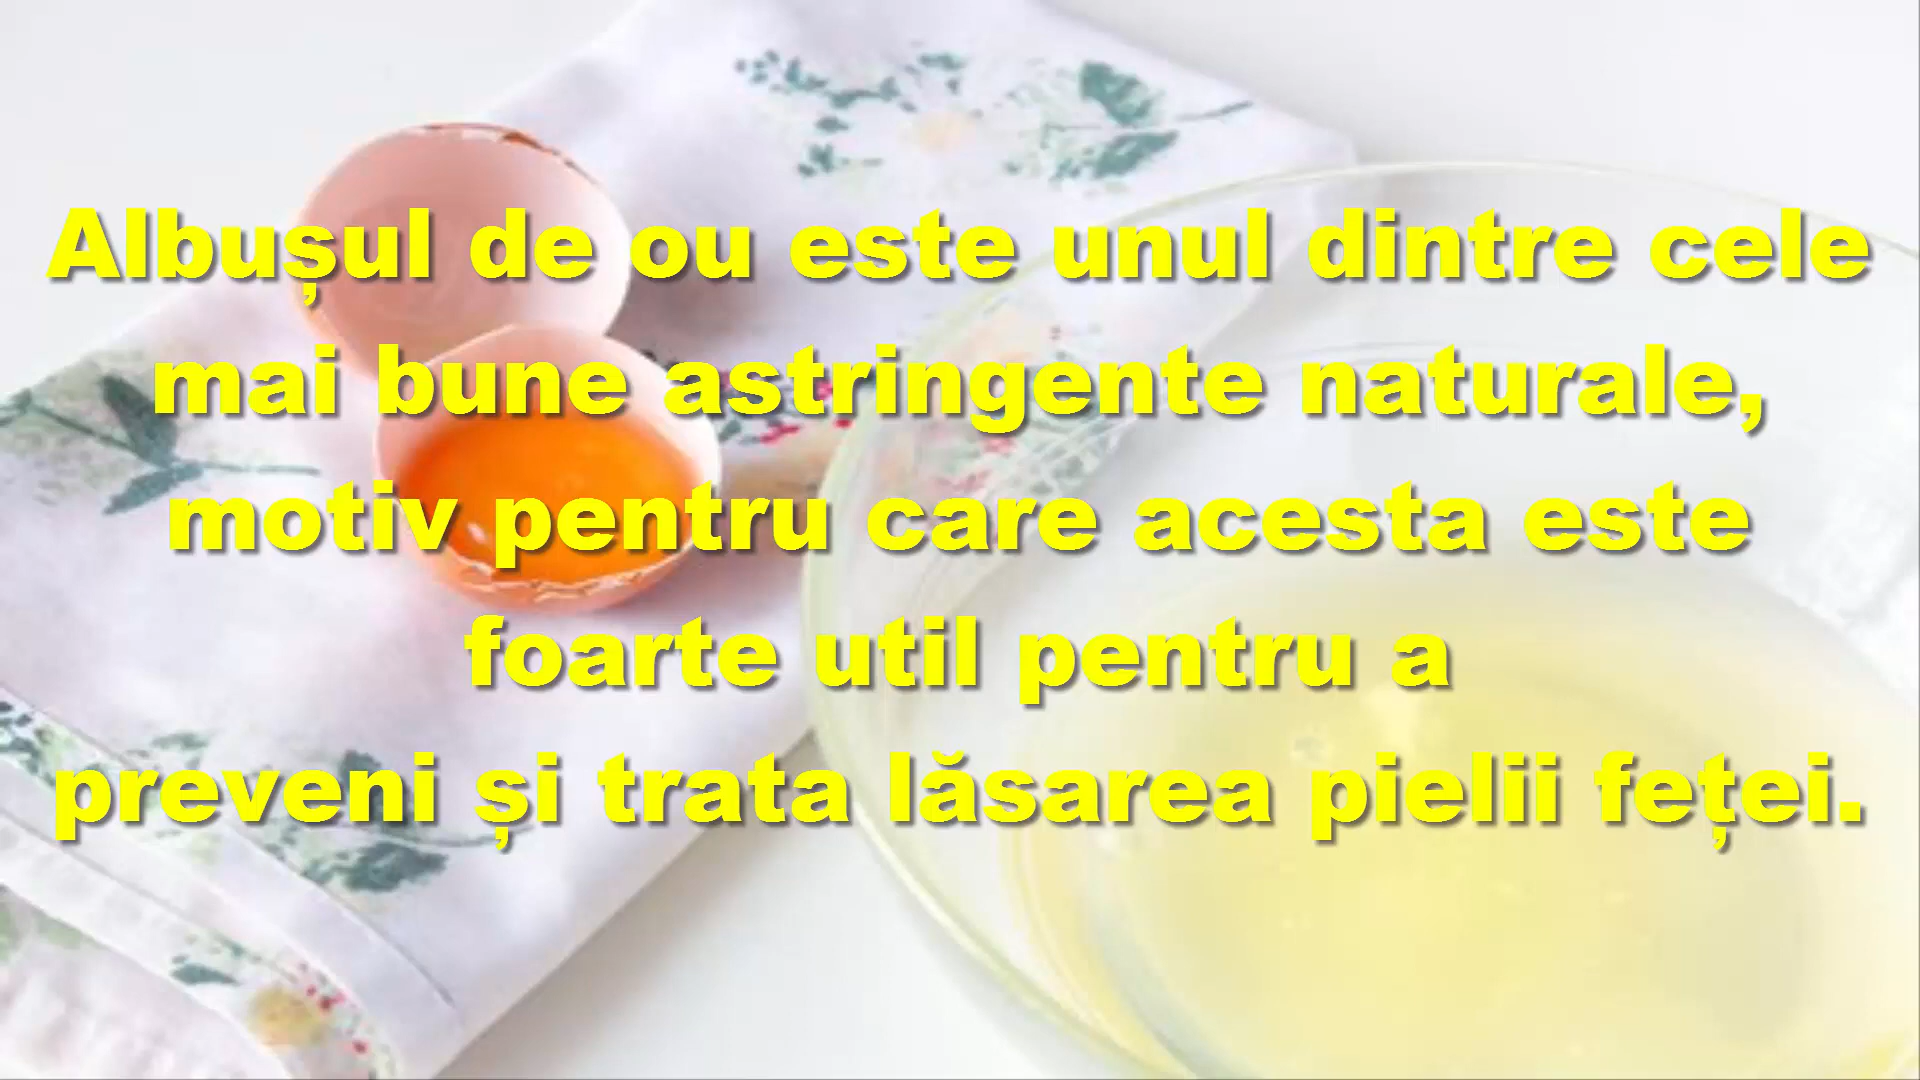 Albușul de ou este unul dintre cele
mai bune astringente naturale,
motiv pentru care acesta este
foarte util pentru a
preveni și trata lăsarea pielii feței.